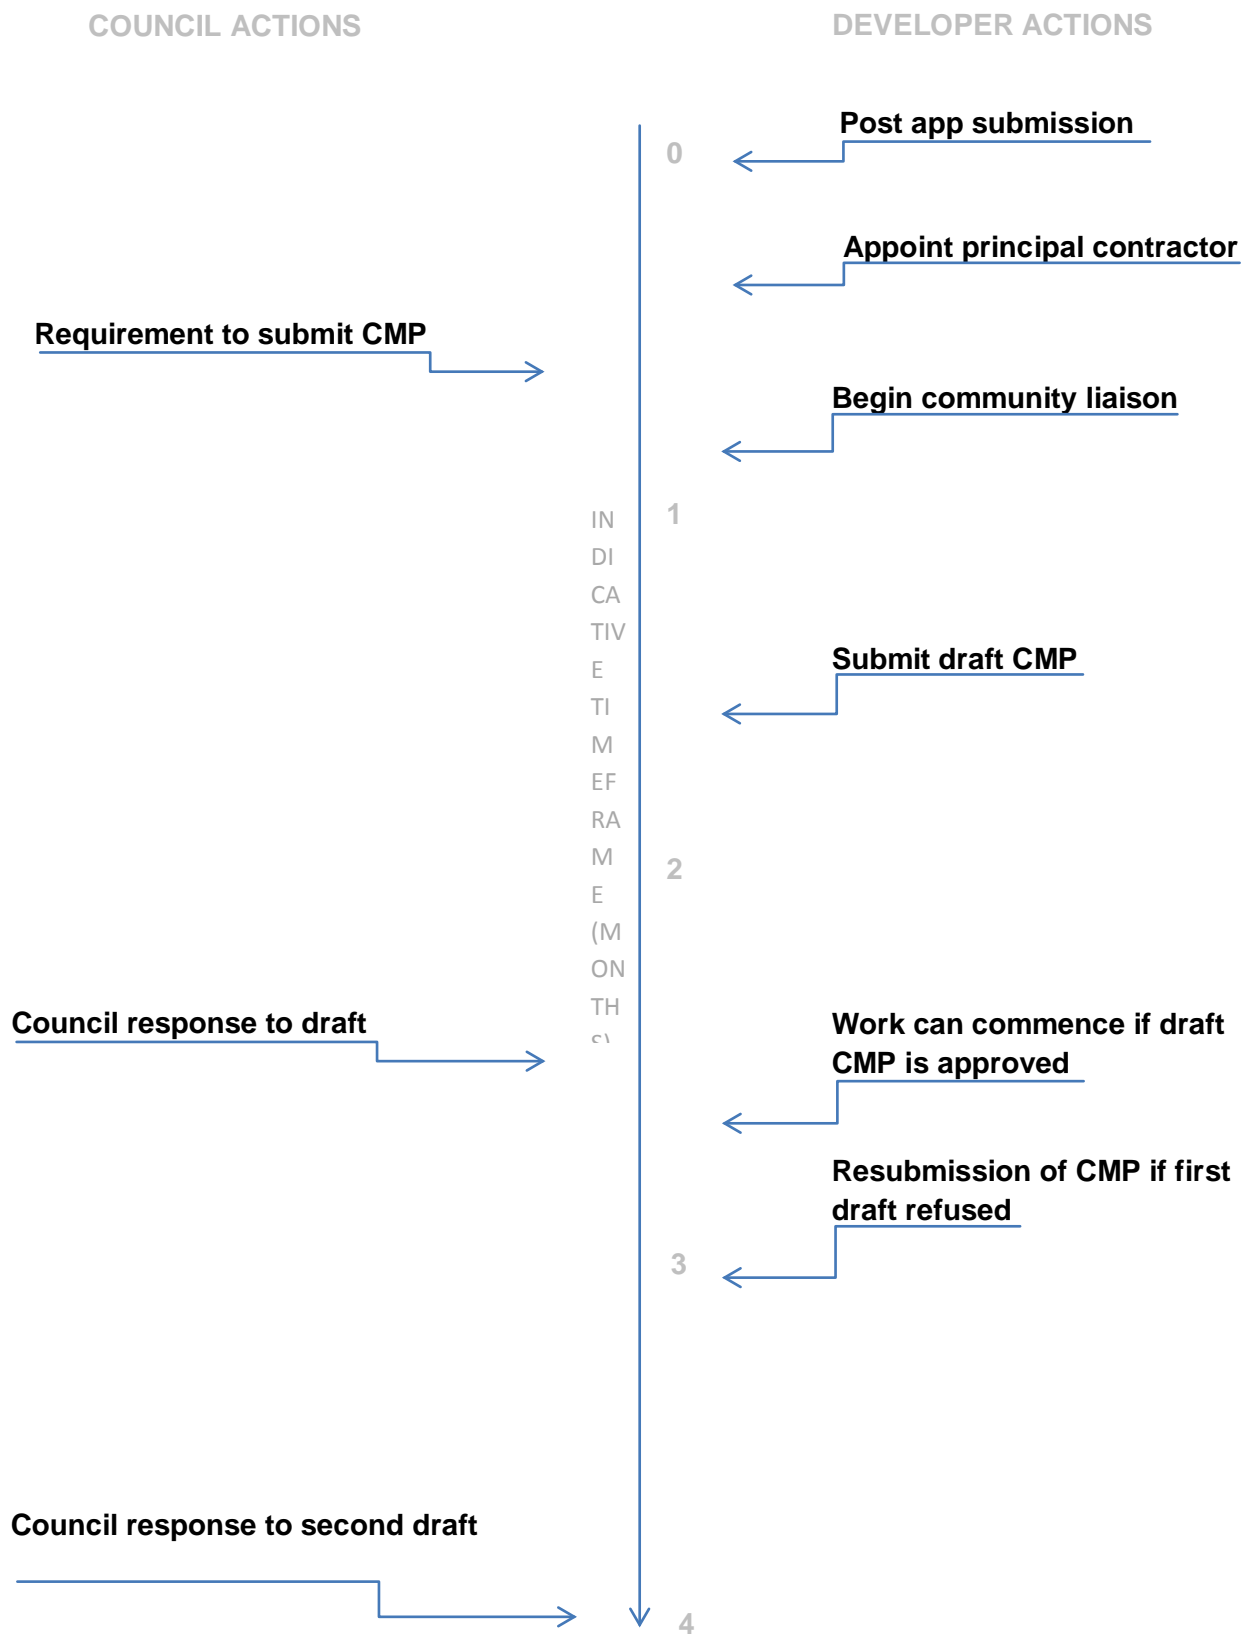 COUNCIL ACTIONS
DEVELOPER ACTIONS
Post app submission
0
Appoint principal contractor
Requirement to submit CMP
Begin community liaison
1
IN
DI
CA
TIV
E
TI
M
EF
RA
M
E
(M
ON
TH
S)
Submit draft CMP
2
Council response to draft
Work can commence if draft
CMP is approved
Resubmission of CMP if first
draft refused
3
Council response to second draft
4